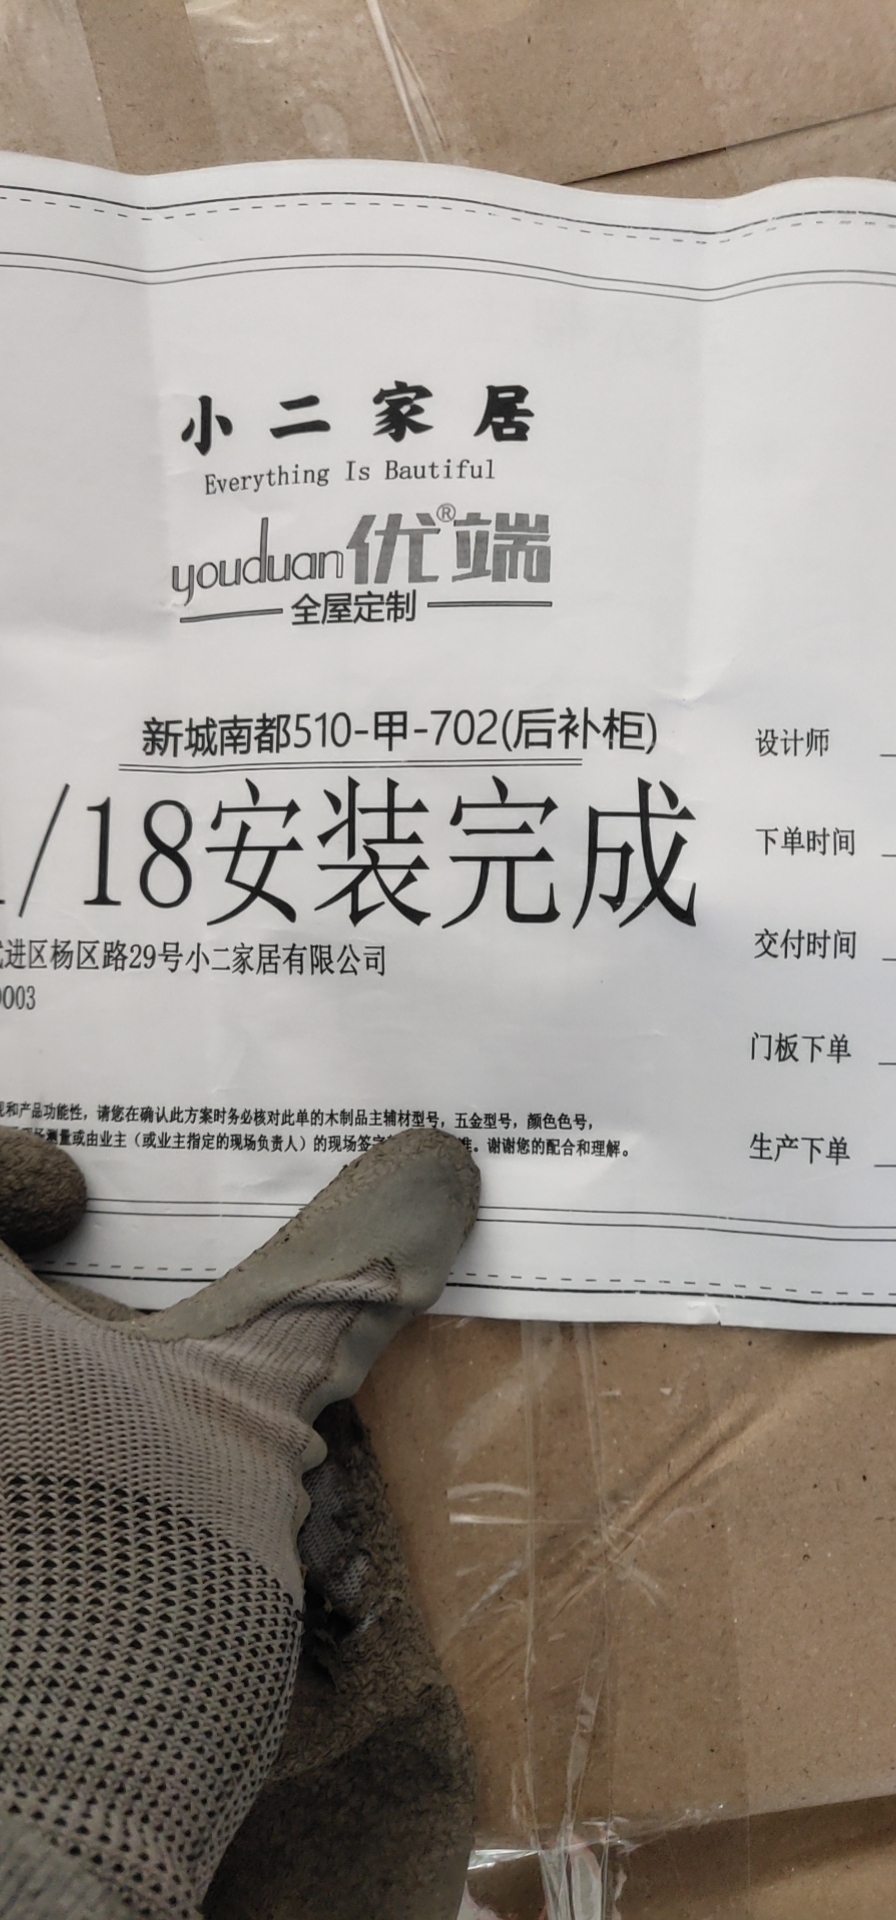 小二家居
Everything Is Bautiful
youduan优端®
全屋定制
新城南都510-甲-702(后补柜)
/18安装完成
进区杨区路29号小二家居有限公司
003
和产品功能性，请您在确认此方案时务必核对此单的木制品主辅材型号，五金型号，颜色色号，
测量或由业主（或业主指定的现场负责人）的现场签字
。谢谢您的配合和理解。
设计师
下单时间
交付时间
门板下单
生产下单